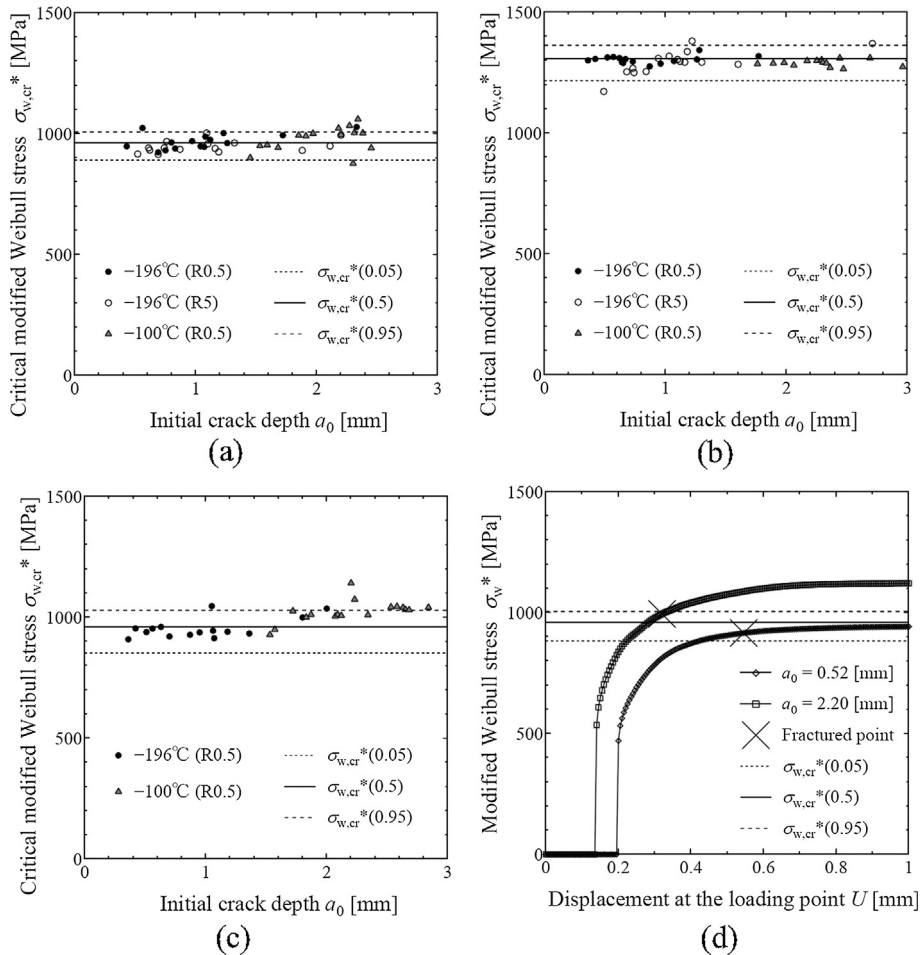 Critical modified Weibull stress σw,cr* [MPa]
1500
1000
500
0
−196℃ (R0.5)
−196℃ (R5)
−100℃ (R0.5)
σw,cr*(0.05)
σw,cr*(0.5)
σw,cr*(0.95)
0 1 2 3
Initial crack depth a0 [mm]
(a)
Critical modified Weibull stress σw,cr* [MPa]
1500
1000
500
0
−196℃ (R0.5)
−196℃ (R5)
−100℃ (R0.5)
σw,cr*(0.05)
σw,cr*(0.5)
σw,cr*(0.95)
0 1 2 3
Initial crack depth a0 [mm]
(b)
Critical modified Weibull stress σw,cr* [MPa]
1500
1000
500
0
−196℃ (R0.5)
−100℃ (R0.5)
σw,cr*(0.05)
σw,cr*(0.5)
σw,cr*(0.95)
0 1 2 3
Initial crack depth a0 [mm]
(c)
Modified Weibull stress σw* [MPa]
1500
1000
500
0
a0 = 0.52 [mm]
a0 = 2.20 [mm]
Fractured point
σw,cr*(0.05)
σw,cr*(0.5)
σw,cr*(0.95)
0 0.2 0.4 0.6 0.8 1
Displacement at the loading point U [mm]
(d)